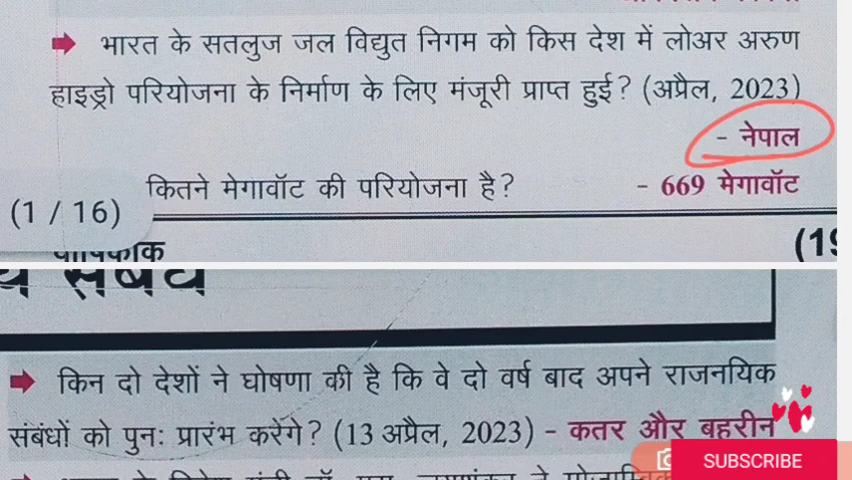 भारत के सतलुज जल विद्युत निगम को किस देश में लोअर अरुण
हाइड्रो परियोजना के निर्माण के लिए मंजूरी प्राप्त हुई? (अप्रैल, 2023)
- नेपाल
कितने मेगावॉट की परियोजना है? - 669 मेगावॉट
(1 / 16)
(19
किन दो देशों ने घोषणा की है कि वे दो वर्ष बाद अपने राजनयिक
संबंधों को पुनः प्रारंभ करेंगे? (13 अप्रैल, 2023) - कतर और बहरीन
SUBSCRIBE